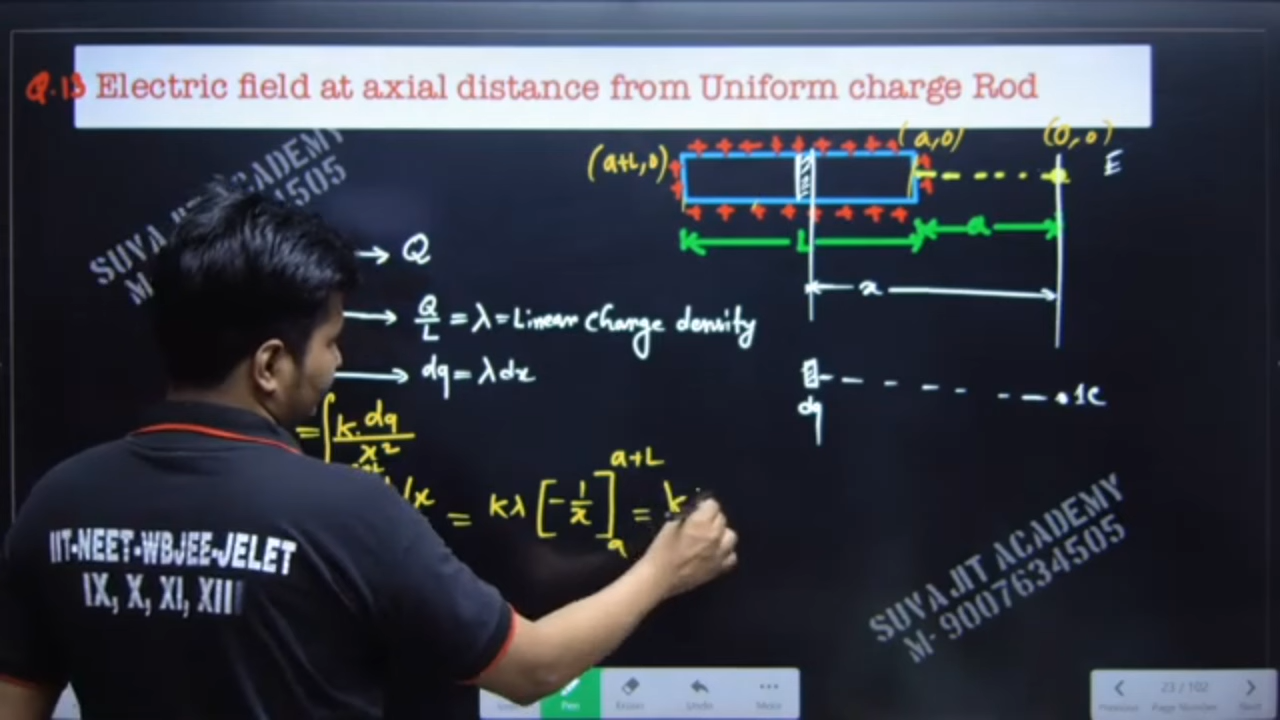 Q.13 Electric field at axial distance from Uniform charge Rod
(a+L,0)
(a,0)
(0,0)
E
L
a
x
→ Q
→ Q/L = λ = Linear charge density
→ dq = λdx
dq
1C
= ∫ k.dq/x²
dx = kλ [-1/x] a+L a = k
IIT-NEET-WBJEE-JELET
IX, X, XI, XII
SUVAJIT ACADEMY
M-9007634505
SUVAJIT ACADEMY
M- 9007634505
Pen
Eraser
Undo
More
23 / 102
Previous
Page Number
Next